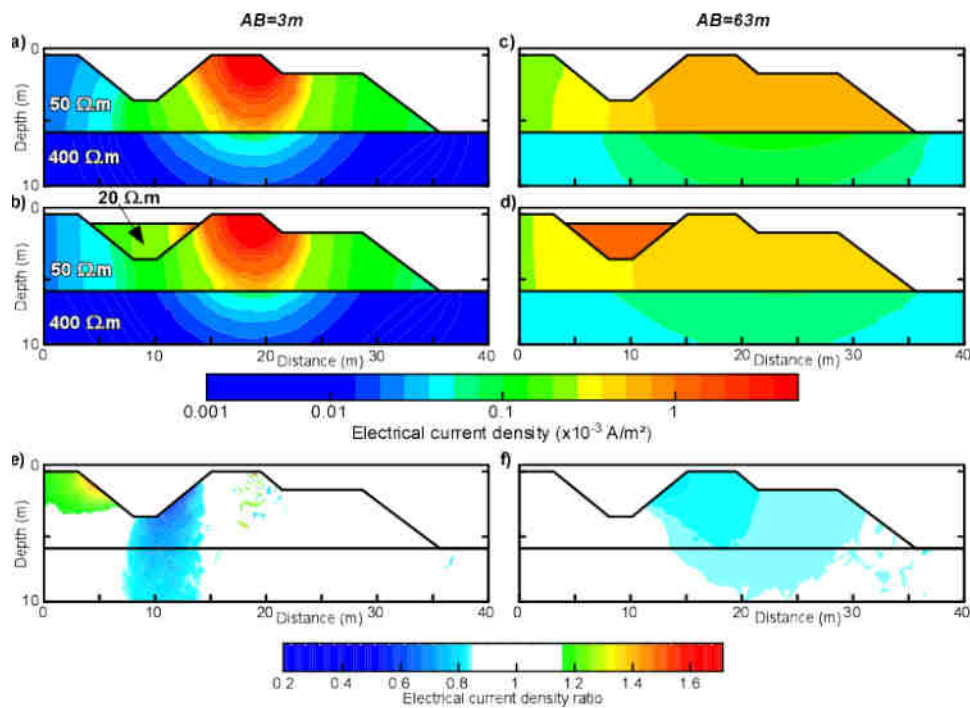 AB=3m
AB=63m
a)
c)
0
Depth (m)
50 Ω.m
400 Ω.m
10
20 Ω.m
b)
d)
0
Depth (m)
50 Ω.m
400 Ω.m
10
0 10 20 Distance (m) 30 40
0 10 20 Distance (m) 30 40
0.001 0.01 0.1 1
Electrical current density (x10⁻³ A/m²)
e)
f)
0
Depth (m)
10
0 10 20 Distance (m) 30 40
0 10 20 Distance (m) 30 40
0.2 0.4 0.6 0.8 1 1.2 1.4 1.6
Electrical current density ratio